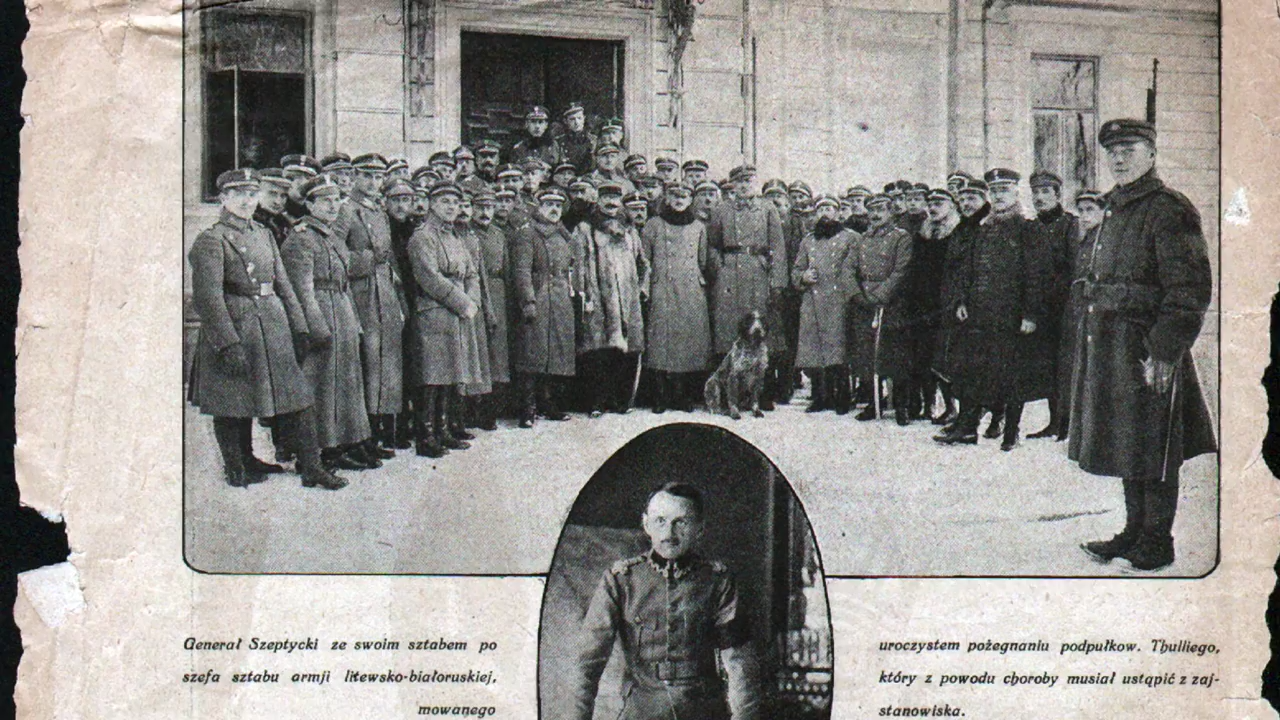 Generał Szeptycki ze swoim sztabem po
szefa sztabu armji litewsko-białoruskiej,
mowanego
uroczystem pożegnaniu podpułkow. Thulliego,
który z powodu choroby musiał ustąpić z zaj-
stanowiska.